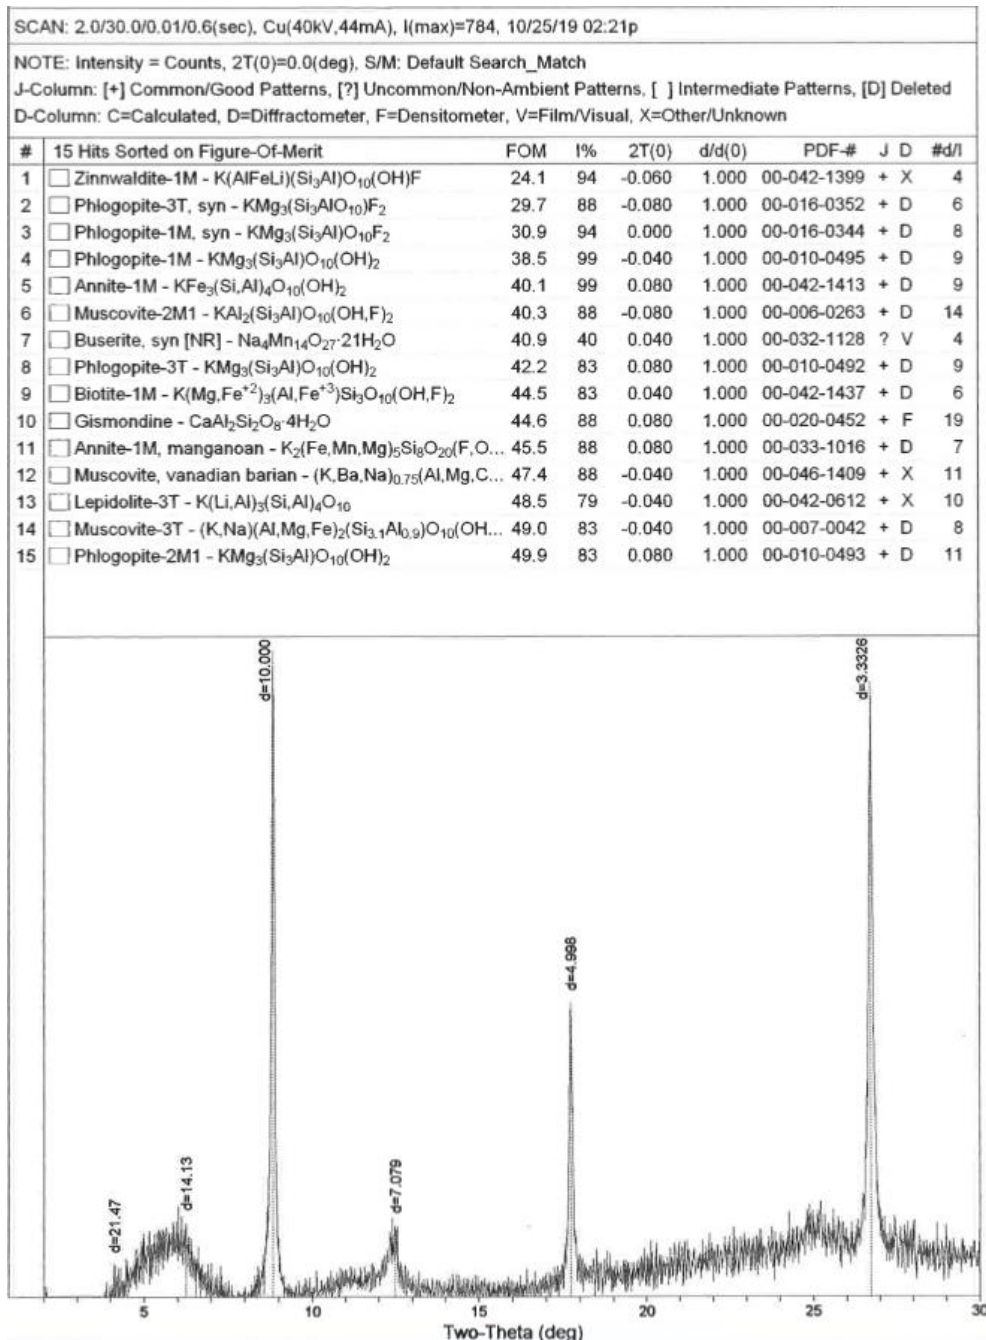 SCAN: 2.0/30.0/0.01/0.6(sec), Cu(40kV,44mA), I(max)=784, 10/25/19 02:21p
NOTE: Intensity = Counts, 2T(0)=0.0(deg), S/M: Default Search_Match
J-Column: [+] Common/Good Patterns, [?] Uncommon/Non-Ambient Patterns, [ ] Intermediate Patterns, [D] Deleted
D-Column: C=Calculated, D=Diffractometer, F=Densitometer, V=Film/Visual, X=Other/Unknown
# 15 Hits Sorted on Figure-Of-Merit FOM I% 2T(0) d/d(0) PDF-# J D #d/I
1 Zinnwaldite-1M - K(AlFeLi)(Si₃Al)O₁₀(OH)F 24.1 94 -0.060 1.000 00-042-1399 + X 4
2 Phlogopite-3T, syn - KMg₃(Si₃AlO₁₀)F₂ 29.7 88 -0.080 1.000 00-016-0352 + D 6
3 Phlogopite-1M, syn - KMg₃(Si₃Al)O₁₀F₂ 30.9 94 0.000 1.000 00-016-0344 + D 8
4 Phlogopite-1M - KMg₃(Si₃Al)O₁₀(OH)₂ 38.5 99 -0.040 1.000 00-010-0495 + D 9
5 Annite-1M - KFe₃(Si,Al)₄O₁₀(OH)₂ 40.1 99 0.080 1.000 00-042-1413 + D 9
6 Muscovite-2M1 - KAl₂(Si₃Al)O₁₀(OH,F)₂ 40.3 88 -0.080 1.000 00-006-0263 + D 14
7 Buserite, syn [NR] - Na₄Mn₁₄O₂₇·21H₂O 40.9 40 0.040 1.000 00-032-1128 ? V 4
8 Phlogopite-3T - KMg₃(Si₃Al)O₁₀(OH)₂ 42.2 83 0.080 1.000 00-010-0492 + D 9
9 Biotite-1M - K(Mg,Fe⁺²)₃(Al,Fe⁺³)Si₃O₁₀(OH,F)₂ 44.5 83 0.040 1.000 00-042-1437 + D 6
10 Gismondine - CaAl₂Si₂O₈·4H₂O 44.6 88 0.080 1.000 00-020-0452 + F 19
11 Annite-1M, manganoan - K₂(Fe,Mn,Mg)₅Si₈O₂₀(F,O... 45.5 88 0.080 1.000 00-033-1016 + D 7
12 Muscovite, vanadian barian - (K,Ba,Na)₀.₇₅(Al,Mg,C... 47.4 88 -0.040 1.000 00-046-1409 + X 11
13 Lepidolite-3T - K(Li,Al)₃(Si,Al)₄O₁₀ 48.5 79 -0.040 1.000 00-042-0612 + X 10
14 Muscovite-3T - (K,Na)(Al,Mg,Fe)₂(Si₃.₁Al₀.₉)O₁₀(OH... 49.0 83 -0.040 1.000 00-007-0042 + D 8
15 Phlogopite-2M1 - KMg₃(Si₃Al)O₁₀(OH)₂ 49.9 83 0.080 1.000 00-010-0493 + D 11
d=21.47
d=14.13
d=10.000
d=7.079
d=4.998
d=3.3326
5 10 15 20 25 30
Two-Theta (deg)